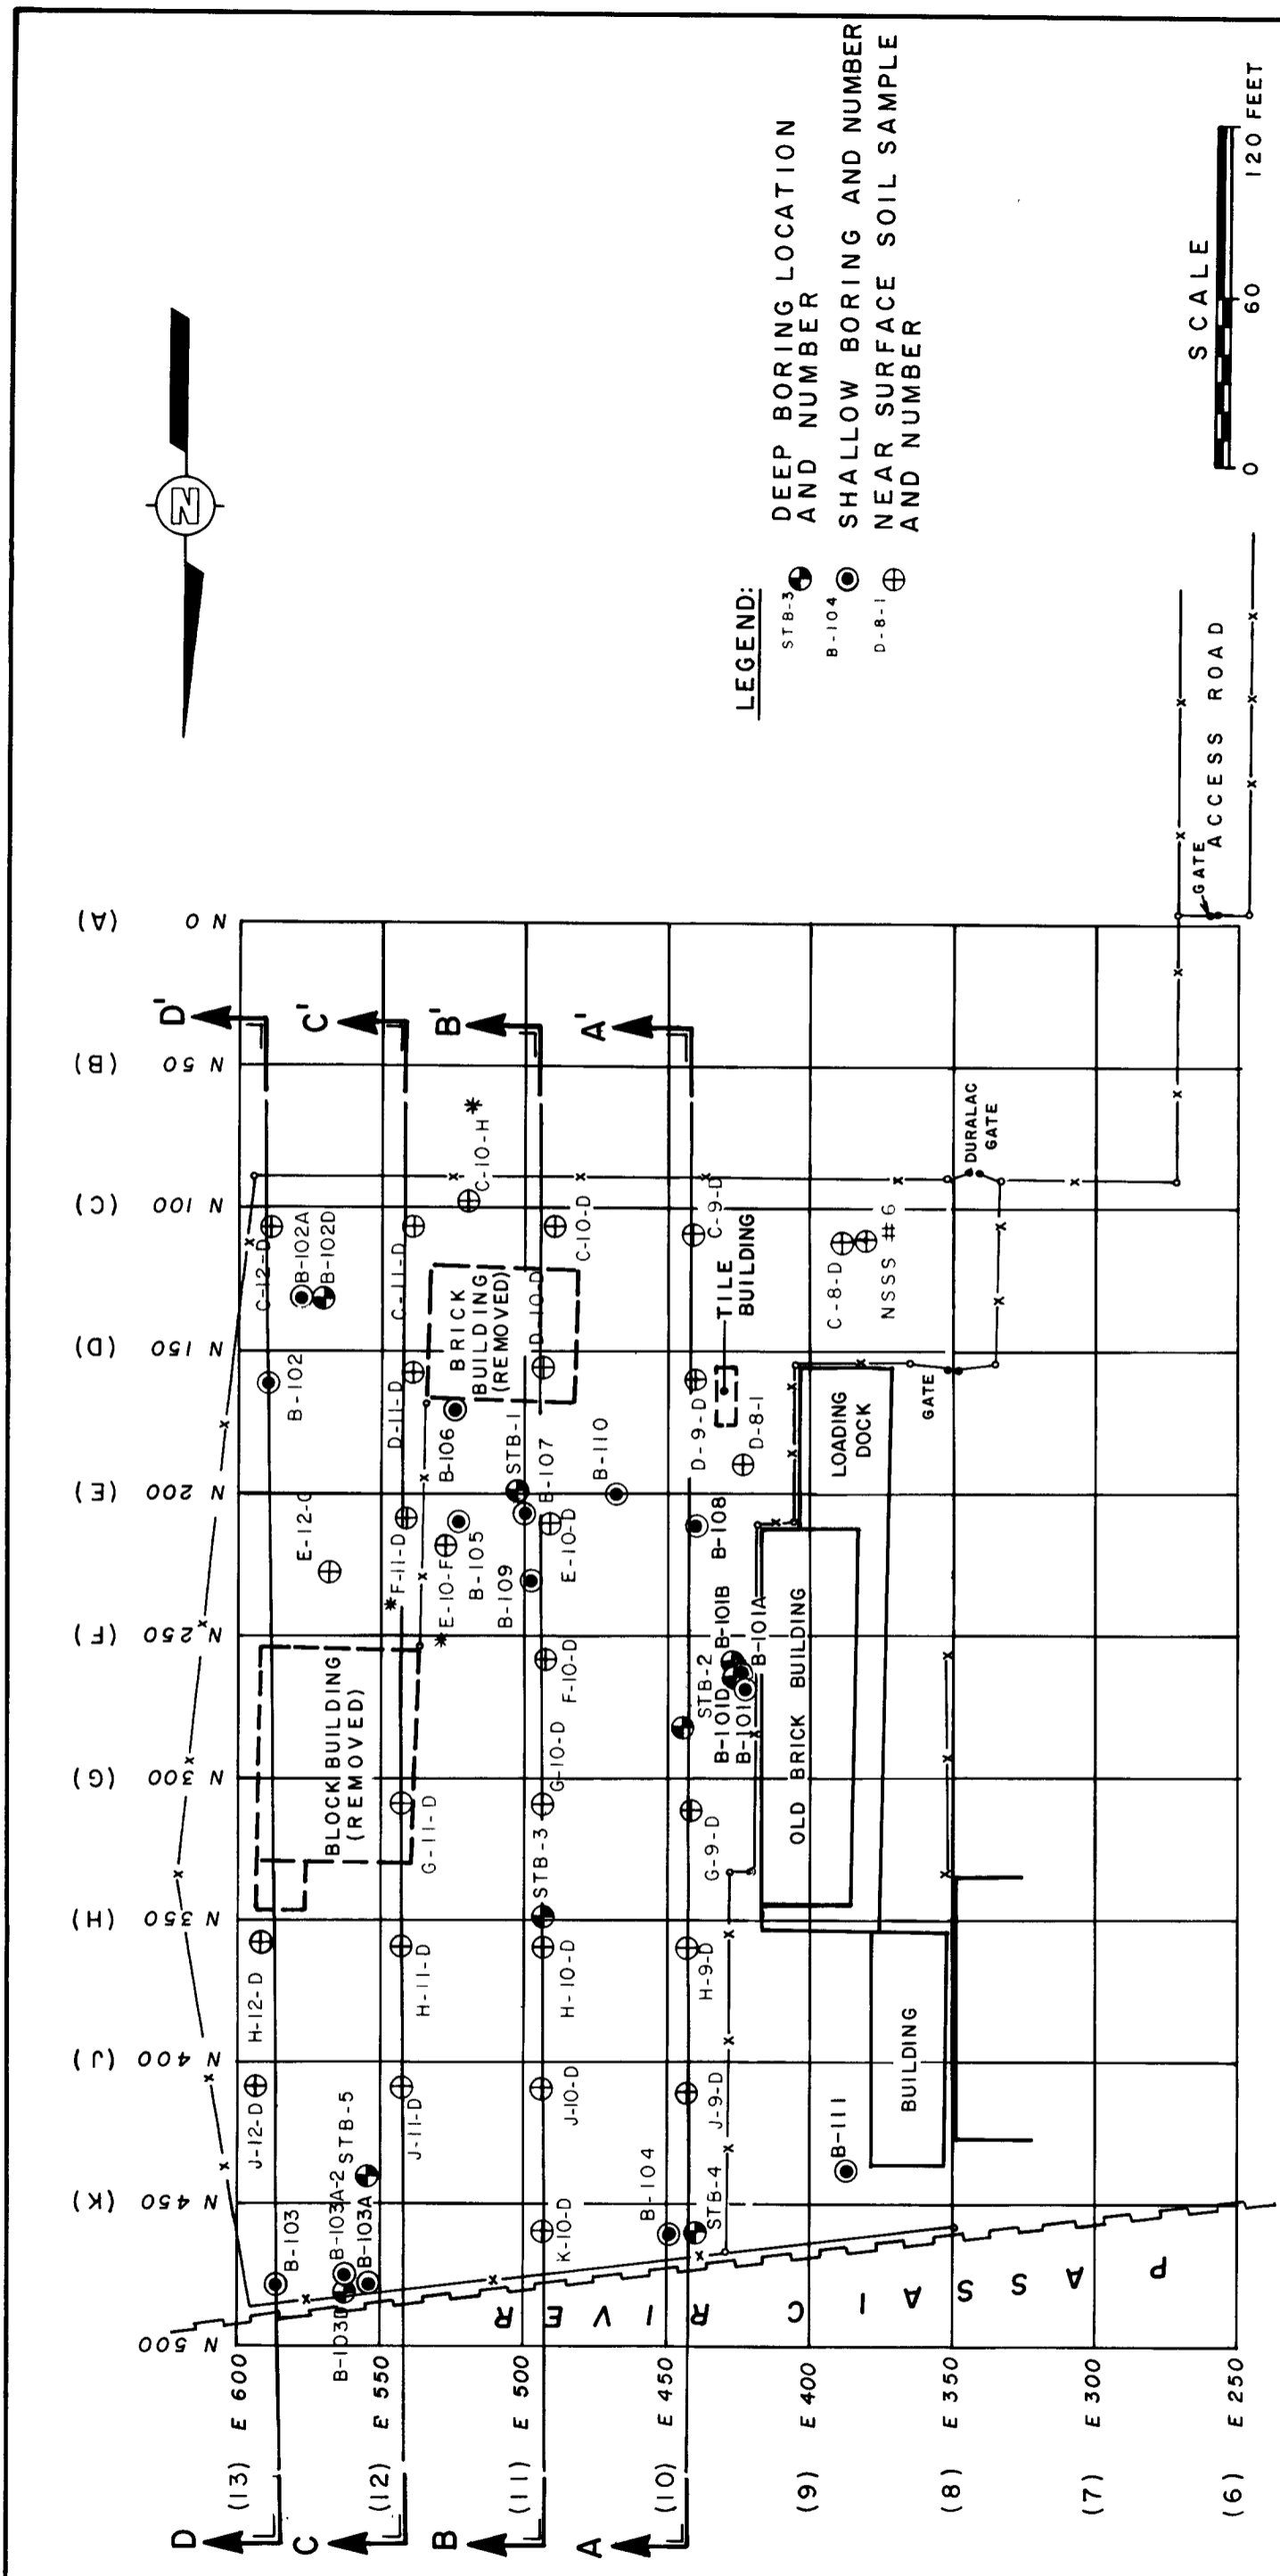 N
LEGEND:
STB-3
DEEP BORING LOCATION
AND NUMBER
B-104
SHALLOW BORING AND NUMBER
D-8-1
NEAR SURFACE SOIL SAMPLE
AND NUMBER
SCALE
0
60
120 FEET
ACCESS ROAD
GATE
(K)
(J)
(H)
(G)
(F)
(E)
(D)
(C)
(B)
(A)
N 500
N 450
N 400
N 350
N 300
N 250
N 200
N 150
N 100
N 50
N 0
D
D'
(13) E 600
B-103
J-12-D
H-12-D
B-102
C-12-D
B-102A
B-102D
B-103D
B-103A-2
B-103A
STB-5
BLOCK BUILDING
(REMOVED)
E-12-G
C
C'
(12) E 550
J-11-D
H-11-D
G-11-D
*F-11-D
D-11-D
C-11-D
*E-10-F
B-105
B-106
BRICK
BUILDING
(REMOVED)
C-10-H*
B
B'
(11) E 500
K-10-D
J-10-D
H-10-D
STB-3
G-10-D
F-10-D
B-109
E-10-D
B-107
STB-1
D-10-D
C-10-D
B-110
A
A'
(10) E 450
B-104
STB-4
J-9-D
H-9-D
G-9-D
STB-2
B-101D
B-101B
B-101
B-101A
B-108
D-9-D
D-8-1
TILE
BUILDING
C-9-D
(9) E 400
B-111
BUILDING
OLD BRICK BUILDING
LOADING
DOCK
C-8-D
NSSS #6
GATE
DURALAC
GATE
(8) E 350
(7) E 300
(6) E 250
PASSAIC RIVER